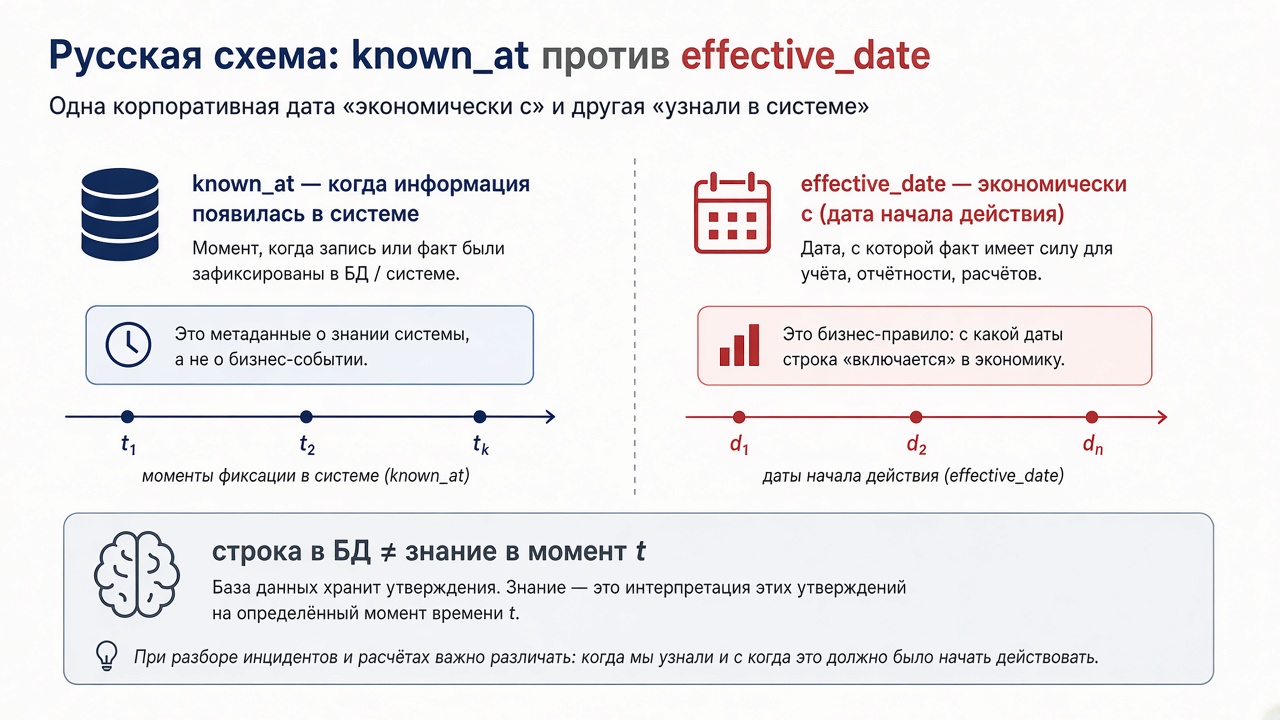 Русская схема: known_at против effective_date
Одна корпоративная дата «экономически с» и другая «узнали в системе»
known_at — когда информация
появилась в системе
Момент, когда запись или факт были
зафиксированы в БД / системе.
Это метаданные о знании системы,
а не о бизнес-событии.
t₁ t₂ tₖ
моменты фиксации в системе (known_at)
effective_date — экономически
с (дата начала действия)
Дата, с которой факт имеет силу для
учёта, отчётности, расчётов.
Это бизнес-правило: с какой даты
строка «включается» в экономику.
d₁ d₂ dₙ
даты начала действия (effective_date)
строка в БД ≠ знание в момент t
База данных хранит утверждения. Знание — это интерпретация этих утверждений
на определённый момент времени t.
При разборе инцидентов и расчётах важно различать: когда мы узнали и с когда это должно было начать действовать.